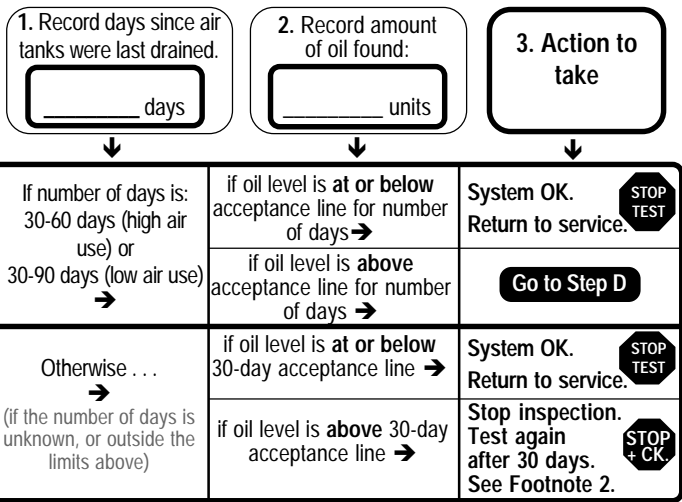 1. Record days since air
tanks were last drained.
_________ days
2. Record amount
of oil found:
_________ units
3. Action to
take
If number of days is:
30-60 days (high air
use) or
30-90 days (low air use)
➔
if oil level is at or below
acceptance line for number
of days➔
System OK.
Return to service.
STOP
TEST
if oil level is above
acceptance line for number
of days ➔
Go to Step D
Otherwise . . .
➔
(if the number of days is
unknown, or outside the
limits above)
if oil level is at or below
30-day acceptance line ➔
System OK.
Return to service.
STOP
TEST
if oil level is above 30-day
acceptance line ➔
Stop inspection.
Test again
after 30 days.
See Footnote 2.
STOP
+ CK.